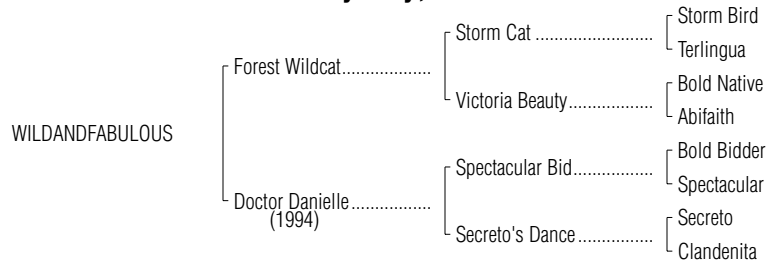 Storm Bird
Storm Cat ........................
Terlingua
Forest Wildcat..................
Bold Native
Victoria Beauty.................
Abifaith
WILDANDFABULOUS
Bold Bidder
Spectacular Bid................
Spectacular
Doctor Danielle ................
(1994)
Secreto
Secreto's Dance ...............
Clandenita